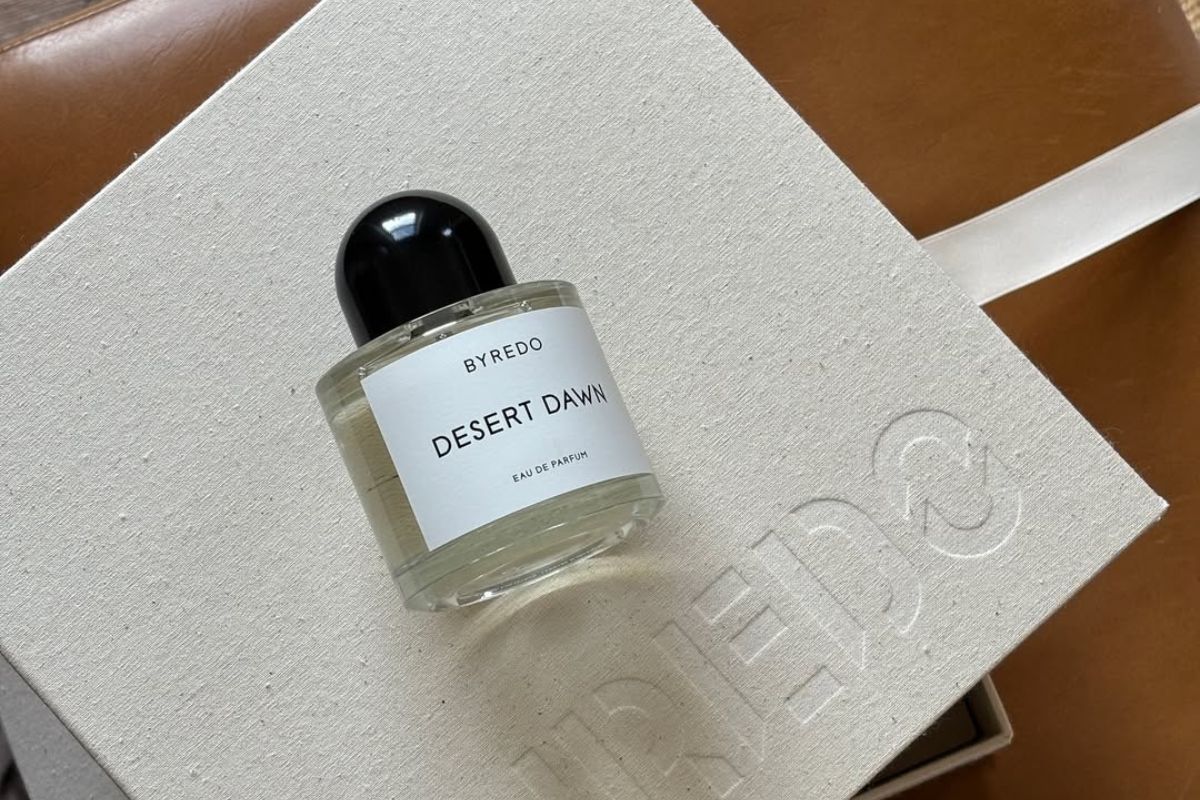 BYREDO
DESERT DAWN
EAU DE PARFUM